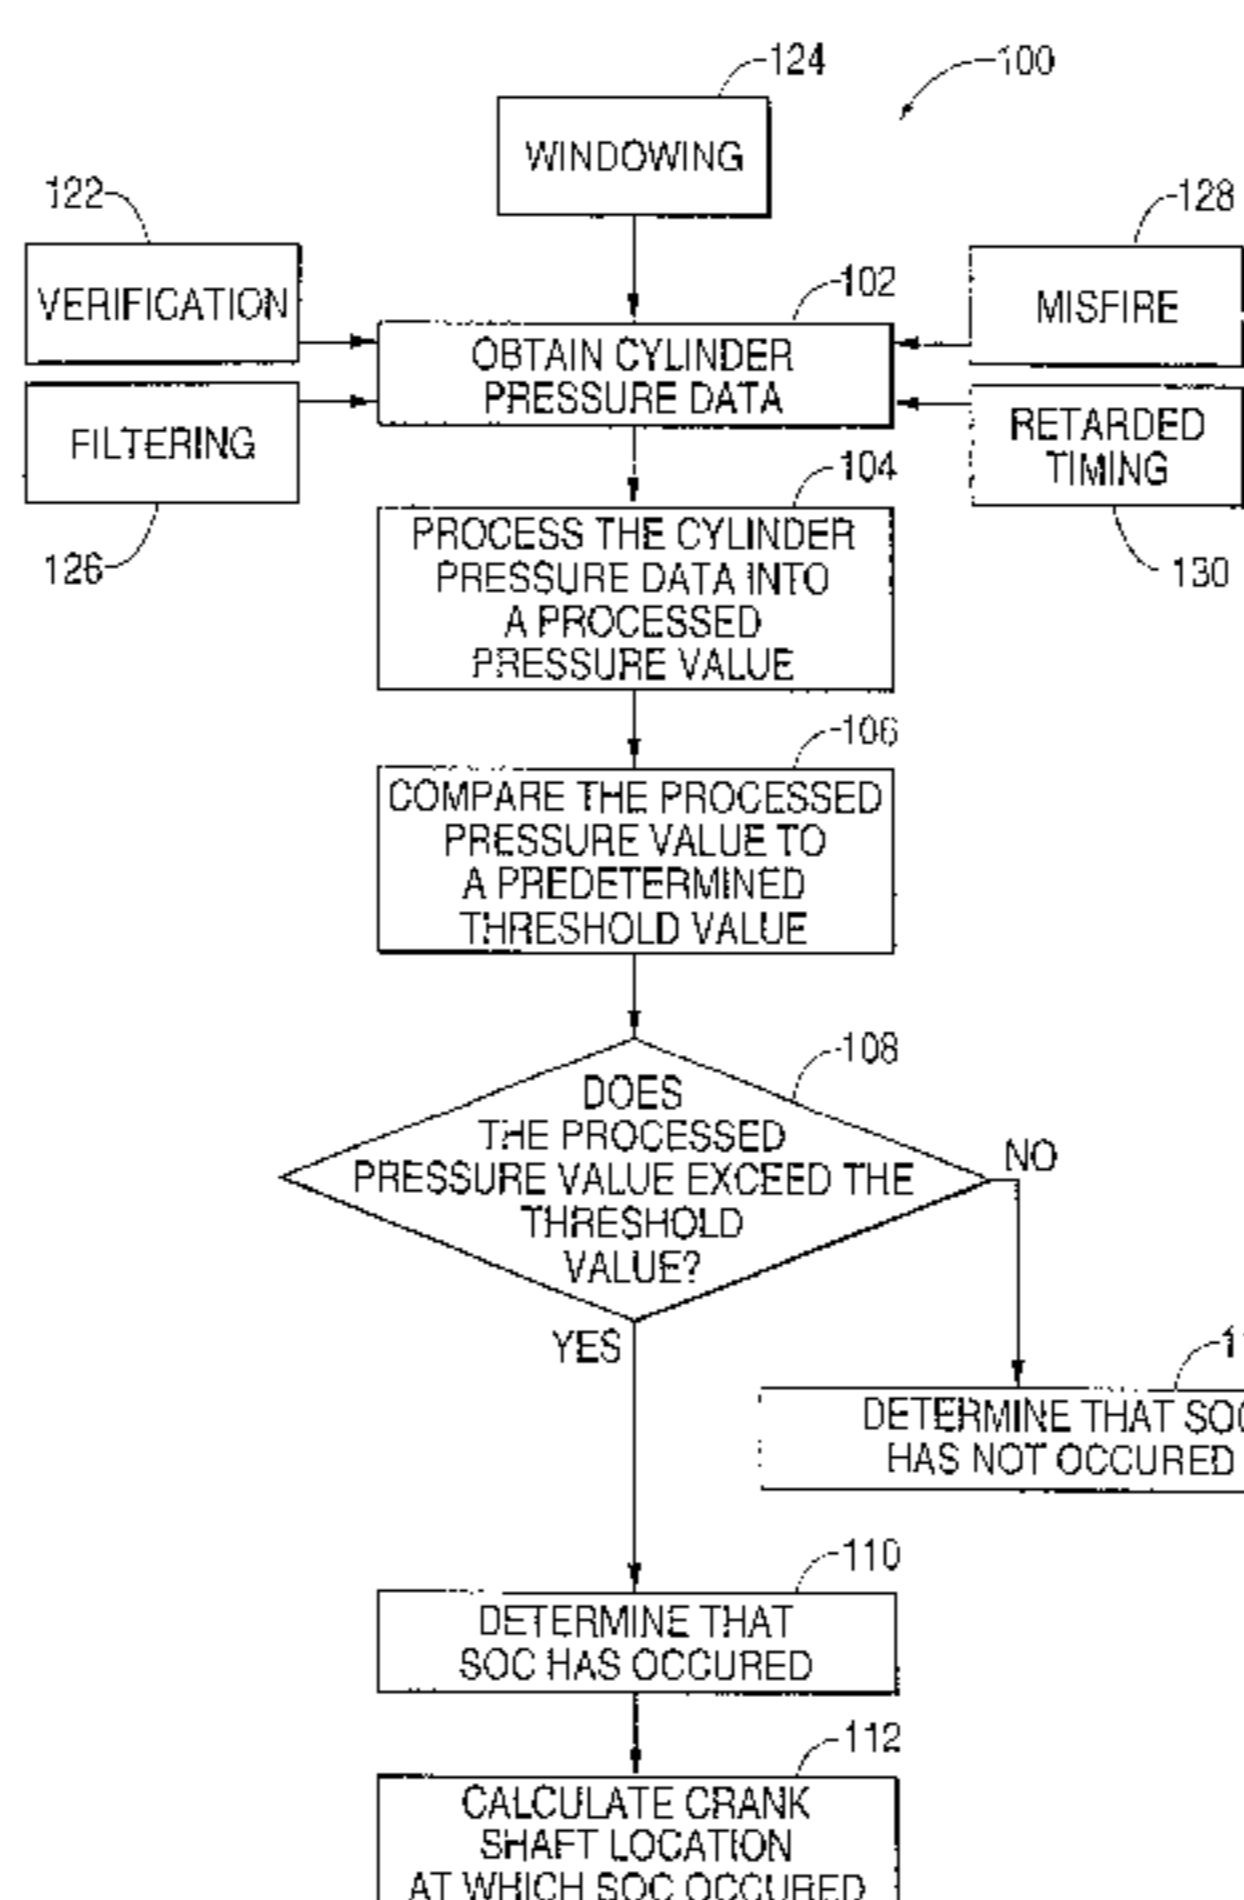 124
100
WINDOWING
122
128
VERIFICATION
102
MISFIRE
OBTAIN CYLINDER
PRESSURE DATA
FILTERING
RETARDED
TIMING
104
126
130
PROCESS THE CYLINDER
PRESSURE DATA INTO
A PROCESSED
PRESSURE VALUE
106
COMPARE THE PROCESSED
PRESSURE VALUE TO
A PREDETERMINED
THRESHOLD VALUE
108
DOES
THE PROCESSED
PRESSURE VALUE EXCEED THE
THRESHOLD
VALUE?
NO
YES
DETERMINE THAT SOC
HAS NOT OCCURED
110
DETERMINE THAT
SOC HAS OCCURED
112
CALCULATE CRANK
SHAFT LOCATION
AT WHICH SOC OCCURED